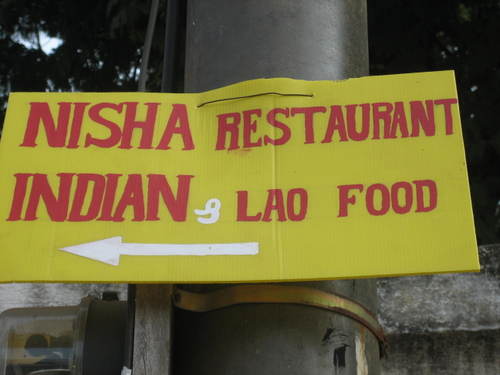 NISHA RESTAURANT
INDIAN & LAO FOOD